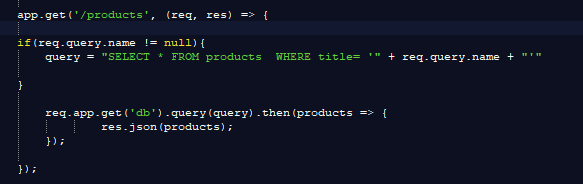 app.get('/products', (req, res) => {
if(req.query.name != null){
query = "SELECT * FROM products  WHERE title= '" + req.query.name + "'"
}
req.app.get('db').query(query).then(products => {
res.json(products);
});
});